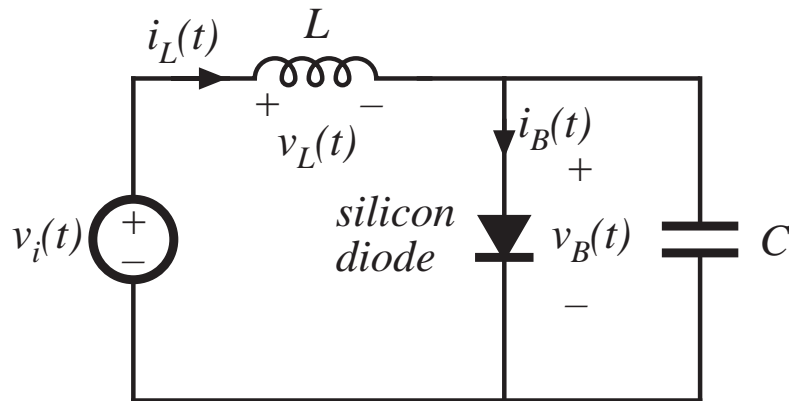 L
i_L(t)
+ −
v_L(t)
i_B(t)
+
v_i(t)
+
−
silicon
diode
v_B(t)
−
C